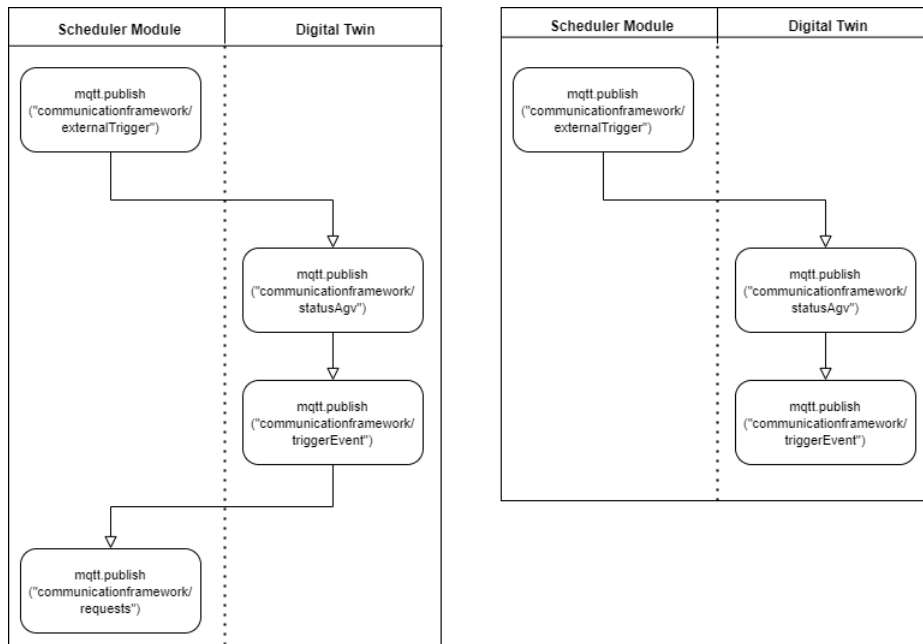 Scheduler Module
Digital Twin
mqtt.publish
("communicationframework/
externalTrigger")
mqtt.publish
("communicationframework/
statusAgv")
mqtt.publish
("communicationframework/
triggerEvent")
mqtt.publish
("communicationframework/
requests")
Scheduler Module
Digital Twin
mqtt.publish
("communicationframework/
externalTrigger")
mqtt.publish
("communicationframework/
statusAgv")
mqtt.publish
("communicationframework/
triggerEvent")